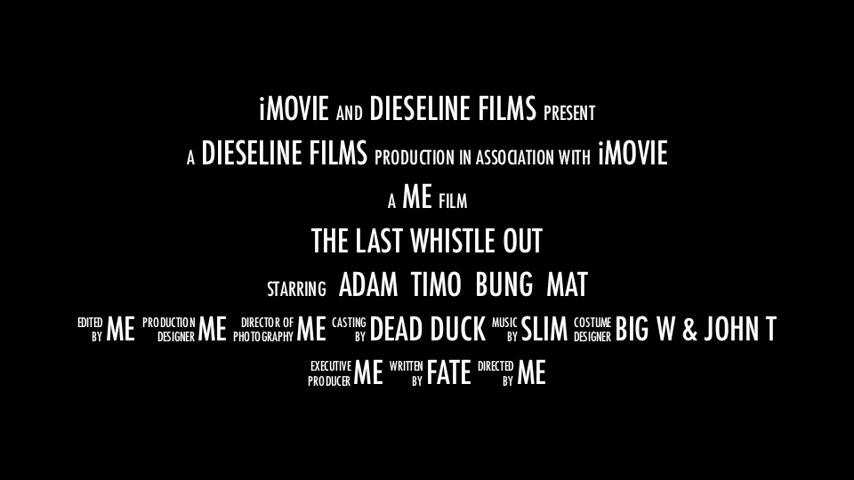 iMOVIE AND DIESELINE FILMS PRESENT
A DIESELINE FILMS PRODUCTION IN ASSOCIATION WITH iMOVIE
A ME FILM
THE LAST WHISTLE OUT
STARRING ADAM TIMO BUNG MAT
EDITED BY ME PRODUCTION DESIGNER ME DIRECTOR OF PHOTOGRAPHY ME CASTING BY DEAD DUCK MUSIC BY SLIM COSTUME DESIGNER BIG W & JOHN T
EXECUTIVE PRODUCER ME WRITTEN BY FATE DIRECTED BY ME